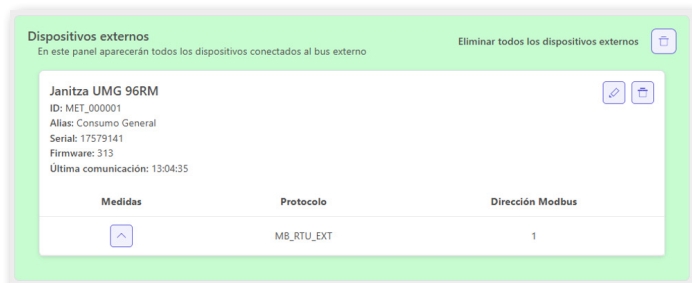 Dispositivos externos
En este panel aparecerán todos los dispositivos conectados al bus externo
Eliminar todos los dispositivos externos
Janitza UMG 96RM
ID: MET_000001
Alias: Consumo General
Serial: 17579141
Firmware: 313
Última comunicación: 13:04:35
Medidas Protocolo Dirección Modbus
MB_RTU_EXT 1